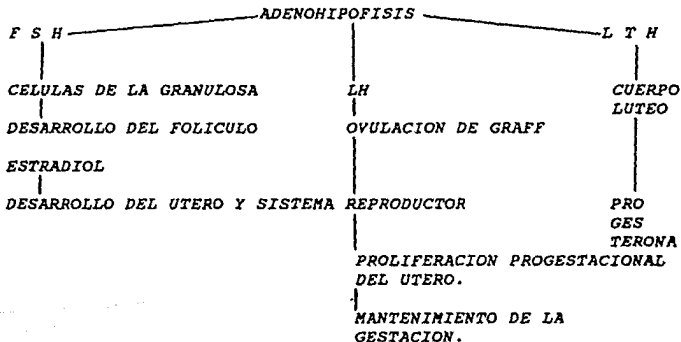 ADENOHIPOFISIS
F S H
L T H
CELULAS DE LA GRANULOSA
LH
CUERPO
LUTEO
DESARROLLO DEL FOLICULO
OVULACION DE GRAFF
ESTRADIOL
DESARROLLO DEL UTERO Y SISTEMA REPRODUCTOR
PRO
GES
TERONA
PROLIFERACION PROGESTACIONAL
DEL UTERO.
MANTENIMIENTO DE LA
GESTACION.